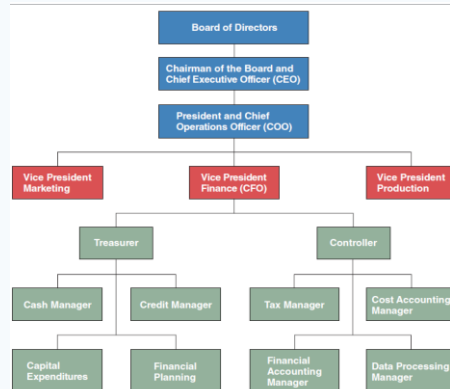 Board of Directors
Chairman of the Board and
Chief Executive Officer (CEO)
President and Chief
Operations Officer (COO)
Vice President
Marketing
Vice President
Finance (CFO)
Vice President
Production
Treasurer
Controller
Cash Manager
Credit Manager
Tax Manager
Cost Accounting
Manager
Capital
Expenditures
Financial
Planning
Financial
Accounting
Manager
Data Processing
Manager